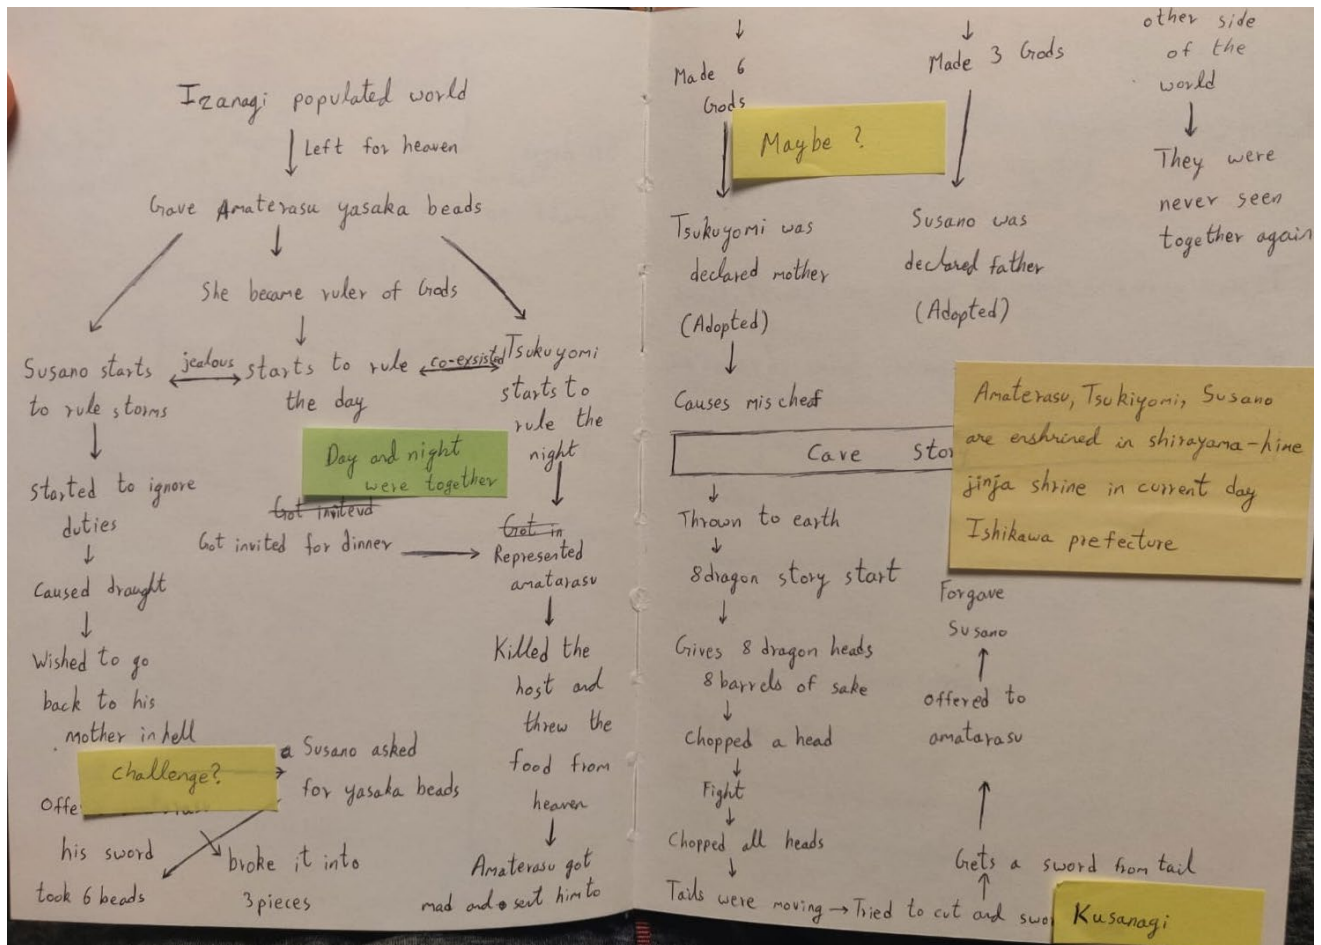 Izanagi populated world
Left for heaven
Gave Amaterasu yasaka beads
She became ruler of Gods
Susano starts
to rule storms
jealous
starts to rule
the day
co-exsisted
Tsukuyomi
starts to
rule the
night
Day and night
were together
started to ignore
duties
Got invited for dinner
Got in
Represented
amatarasu
Caused draught
Wished to go
back to his
mother in hell
Killed the
host and
threw the
food from
heaven
challenge?
a Susano asked
for yasaka beads
Offe
his sword
broke it into
3 pieces
took 6 beads
Amaterasu got
mad and sent him to
Made 6
Gods
Maybe ?
Made 3 Gods
other side
of the
world
They were
never seen
together again
Tsukuyomi was
declared mother
(Adopted)
Susano was
declared father
(Adopted)
Causes mischeaf
Cave stor
Amaterasu, Tsukiyomi, Susano
are enshrined in shirayama-hime
jinja shrine in current day
Ishikawa prefecture
Thrown to earth
8 dragon story start
Gives 8 dragon heads
8 barrels of sake
Chopped a head
Fight
Chopped all heads
Tails were moving → Tried to cut and swor
Kusanagi
Gets a sword from tail
offered to
amatarasu
Forgave
Susano